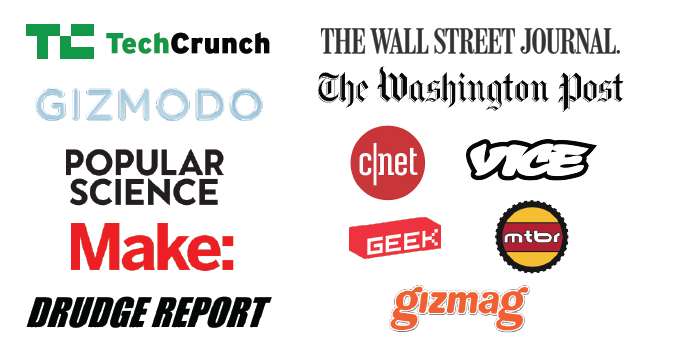 TC TechCrunch
GIZMODO
POPULAR
SCIENCE
Make:
DRUDGE REPORT
THE WALL STREET JOURNAL.
The Washington Post
c|net
VICE
GEEK
mtbr
gizmag